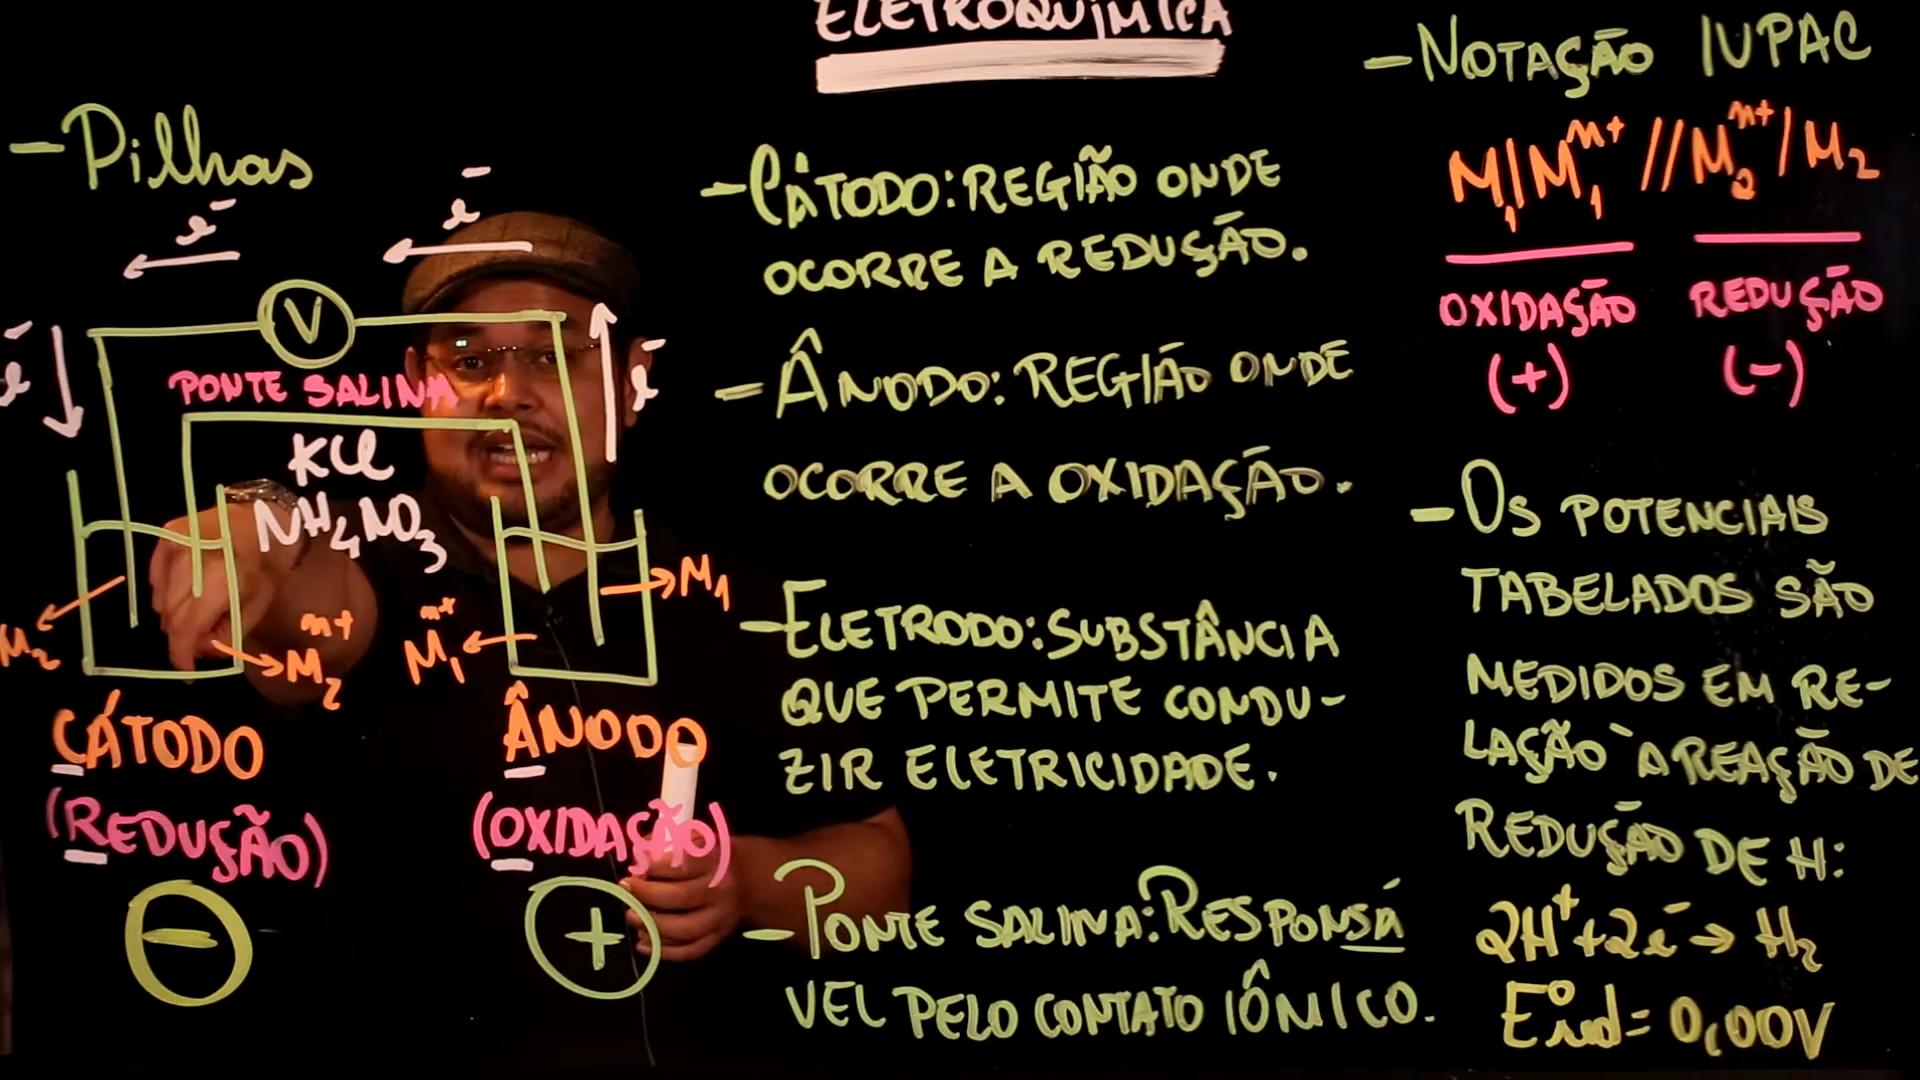 ELETROQUÍMICA
- Pilhas
e⁻
e⁻
V
e⁻
e⁻
PONTE SALINA
KCl
NH₄NO₃
M₂
M₂ⁿ⁺
M₁ⁿ⁺
M₁
CÁTODO
(REDUÇÃO)
-
ÂNODO
(OXIDAÇÃO)
+
- CÁTODO: REGIÃO ONDE
OCORRE A REDUÇÃO.
- ÂNODO: REGIÃO ONDE
OCORRE A OXIDAÇÃO.
- ELETRODO: SUBSTÂNCIA
QUE PERMITE CONDU-
ZIR ELETRICIDADE.
- PONTE SALINA: RESPONSÁ
VEL PELO CONTATO IÔNICO.
- NOTAÇÃO IUPAC
M₁/M₁ⁿ⁺//M₂ⁿ⁺/M₂
OXIDAÇÃO REDUÇÃO
(+) (-)
- OS POTENCIAIS
TABELADOS SÃO
MEDIDOS EM RE-
LAÇÃO À REAÇÃO DE
REDUÇÃO DE H:
2H⁺+2e⁻→H₂
E°red=0,00V